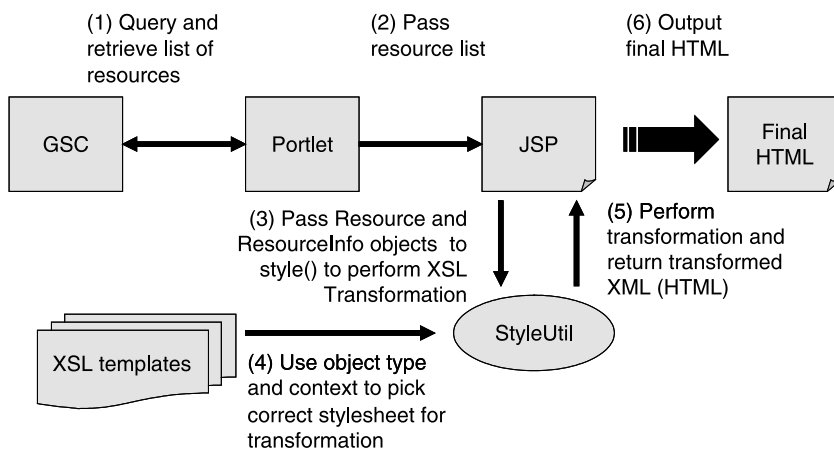 (1) Query and
retrieve list of
resources
(2) Pass
resource list
(6) Output
final HTML
GSC
Portlet
JSP
Final
HTML
(3) Pass Resource and
ResourceInfo objects to
style() to perform XSL
Transformation
(5) Perform
transformation and
return transformed
XML (HTML)
XSL templates
StyleUtil
(4) Use object type
and context to pick
correct stylesheet for
transformation